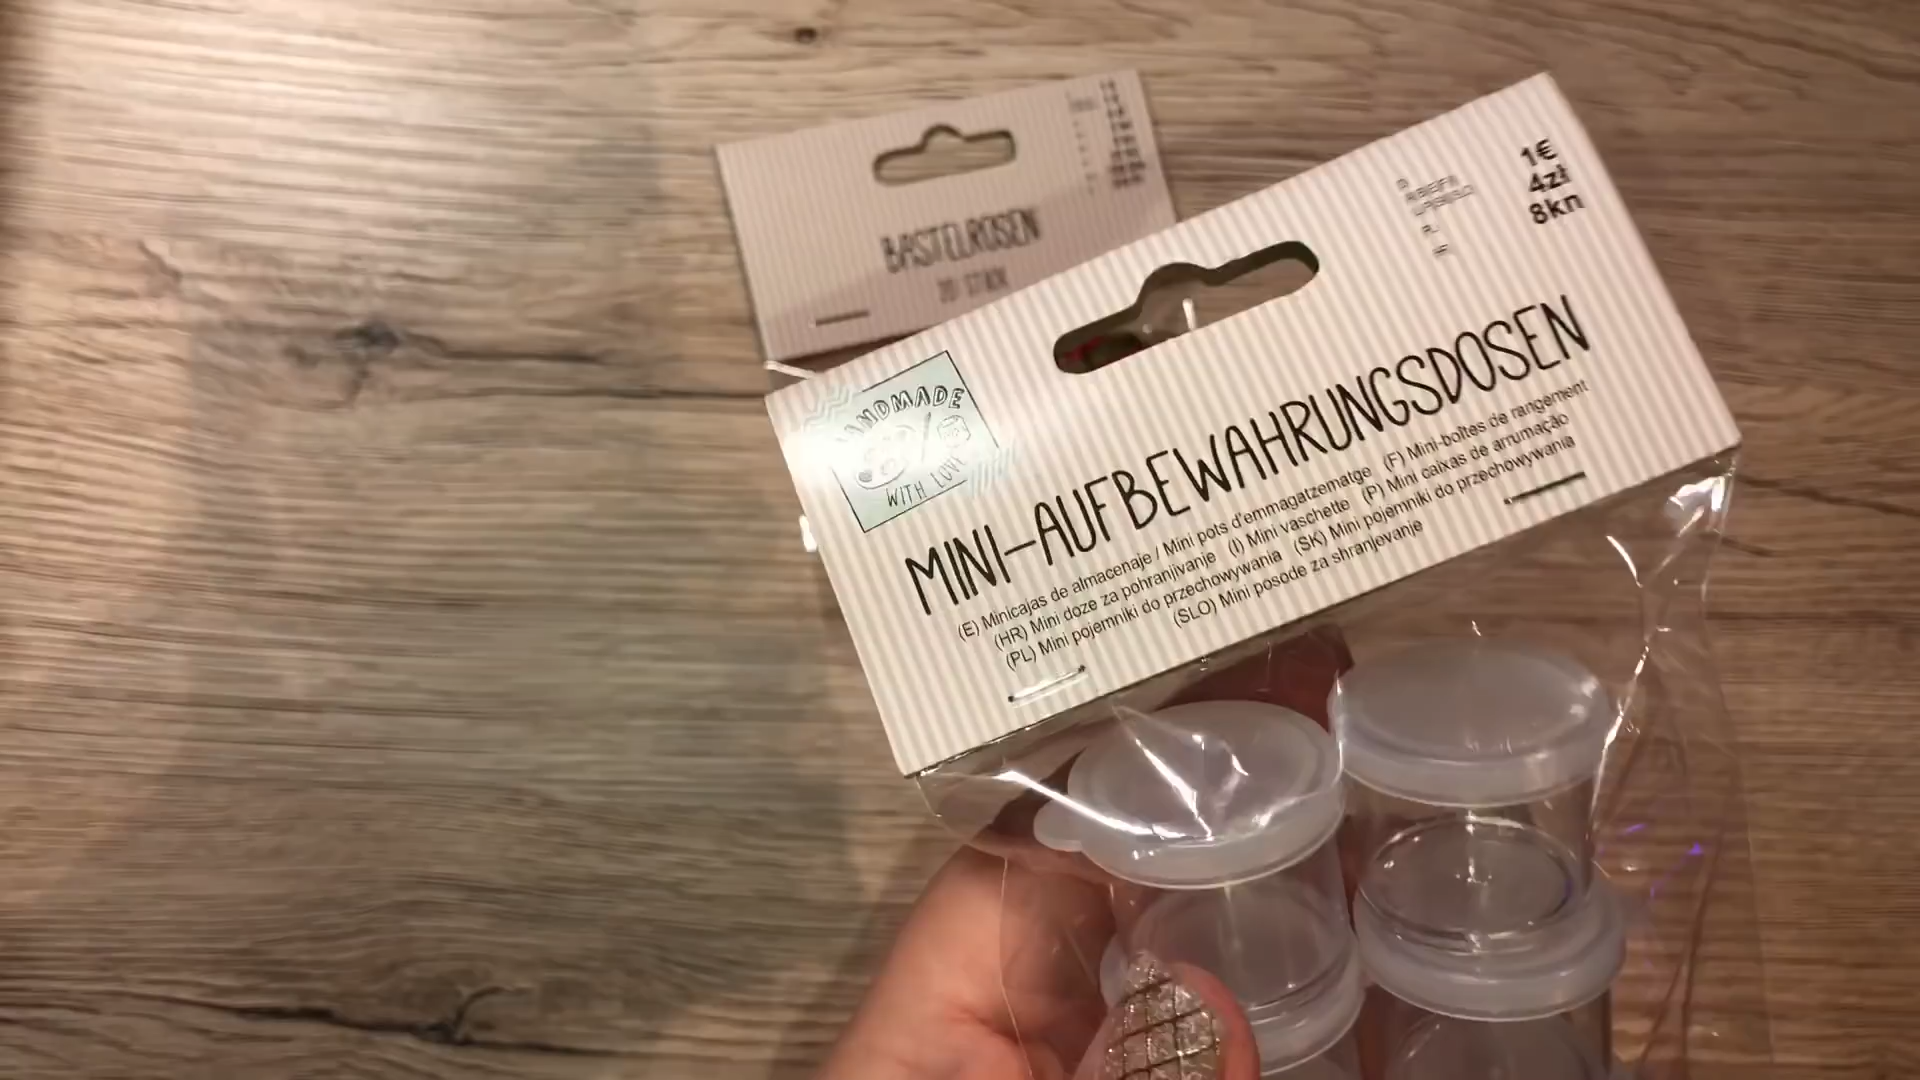 BASTELROSEN
1€
4zł
8kn
HANDMADE
WITH LOVE
MINI-AUFBEWAHRUNGSDOSEN
(E) Minicajas de almacenaje / Mini pots d'emmagatzematge (F) Mini-boîtes de rangement
(HR) Mini doze za pohranjivanje (I) Mini vaschette (P) Mini caixas de arrumação
(PL) Mini pojemniki do przechowywania (SK) Mini pojemniki do przechowywania
(SLO) Mini posode za shranjevanje